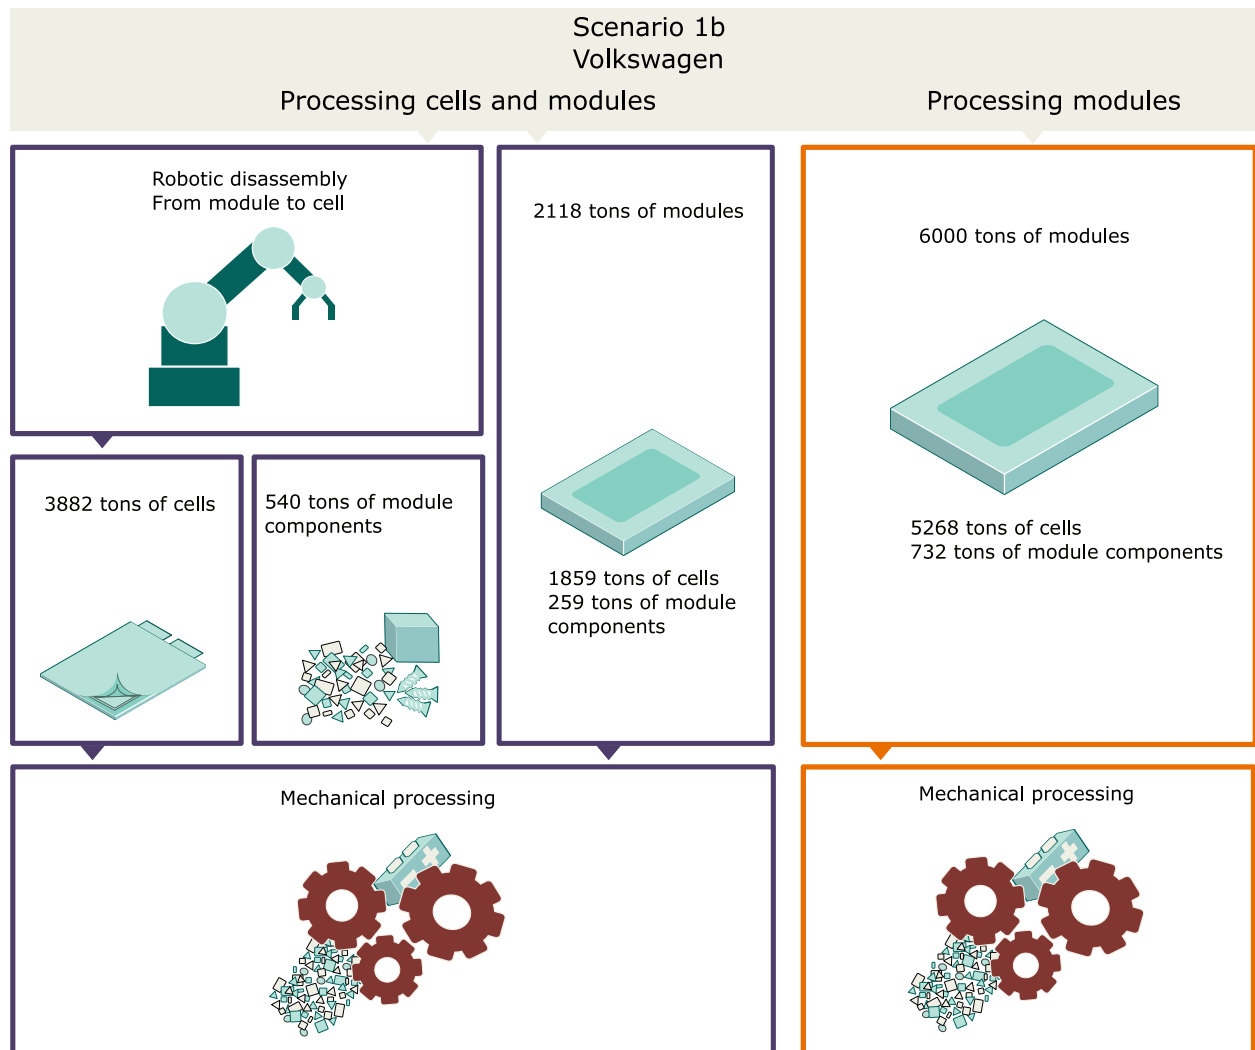 Scenario 1b
Volkswagen
Processing cells and modules
Processing modules
Robotic disassembly
From module to cell
2118 tons of modules
6000 tons of modules
3882 tons of cells
540 tons of module
components
1859 tons of cells
259 tons of module
components
5268 tons of cells
732 tons of module components
Mechanical processing
Mechanical processing